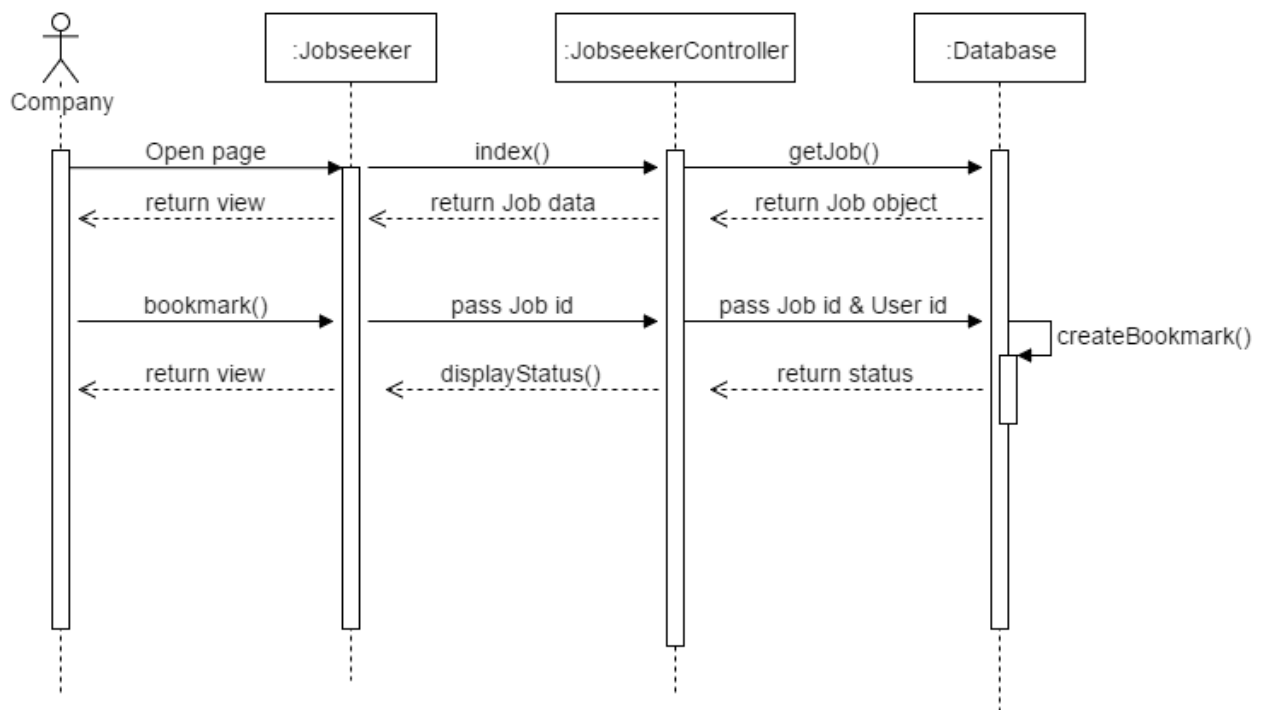 :Jobseeker
:JobseekerController
:Database
Company
Open page
index()
getJob()
return view
return Job data
return Job object
bookmark()
pass Job id
pass Job id & User id
createBookmark()
return view
displayStatus()
return status